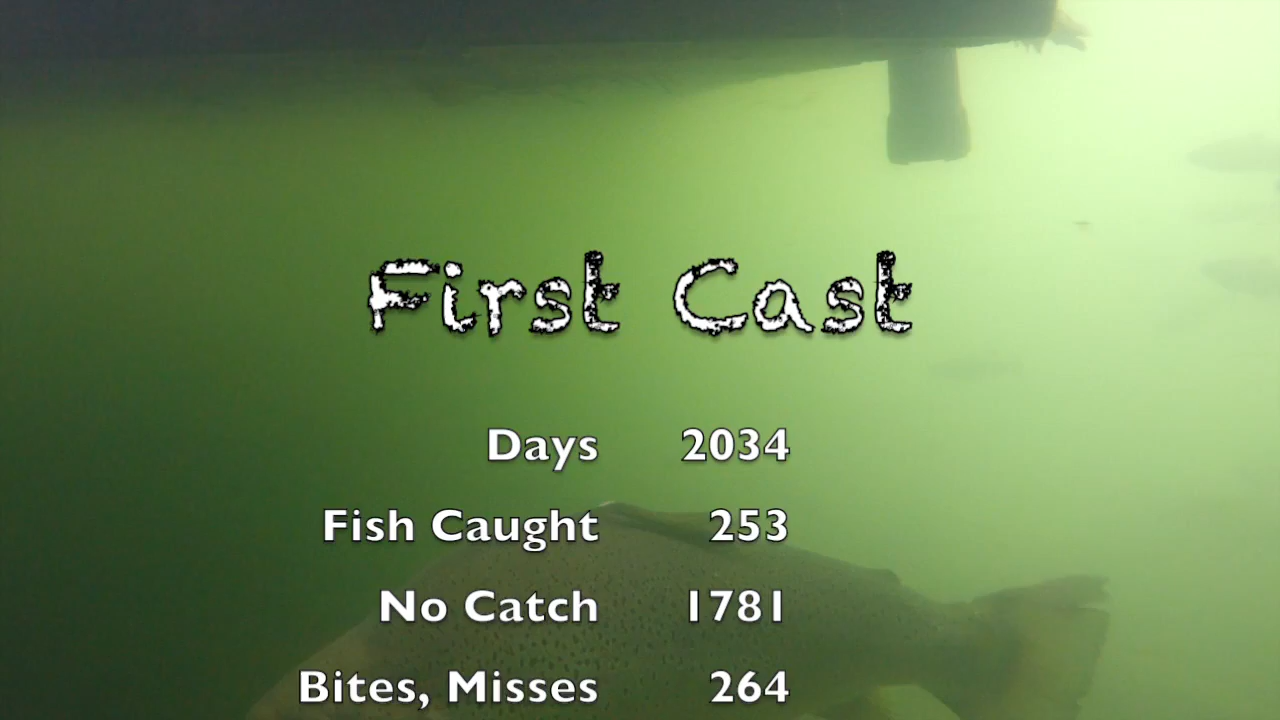 First Cast
Days 2034
Fish Caught 253
No Catch 1781
Bites, Misses 264